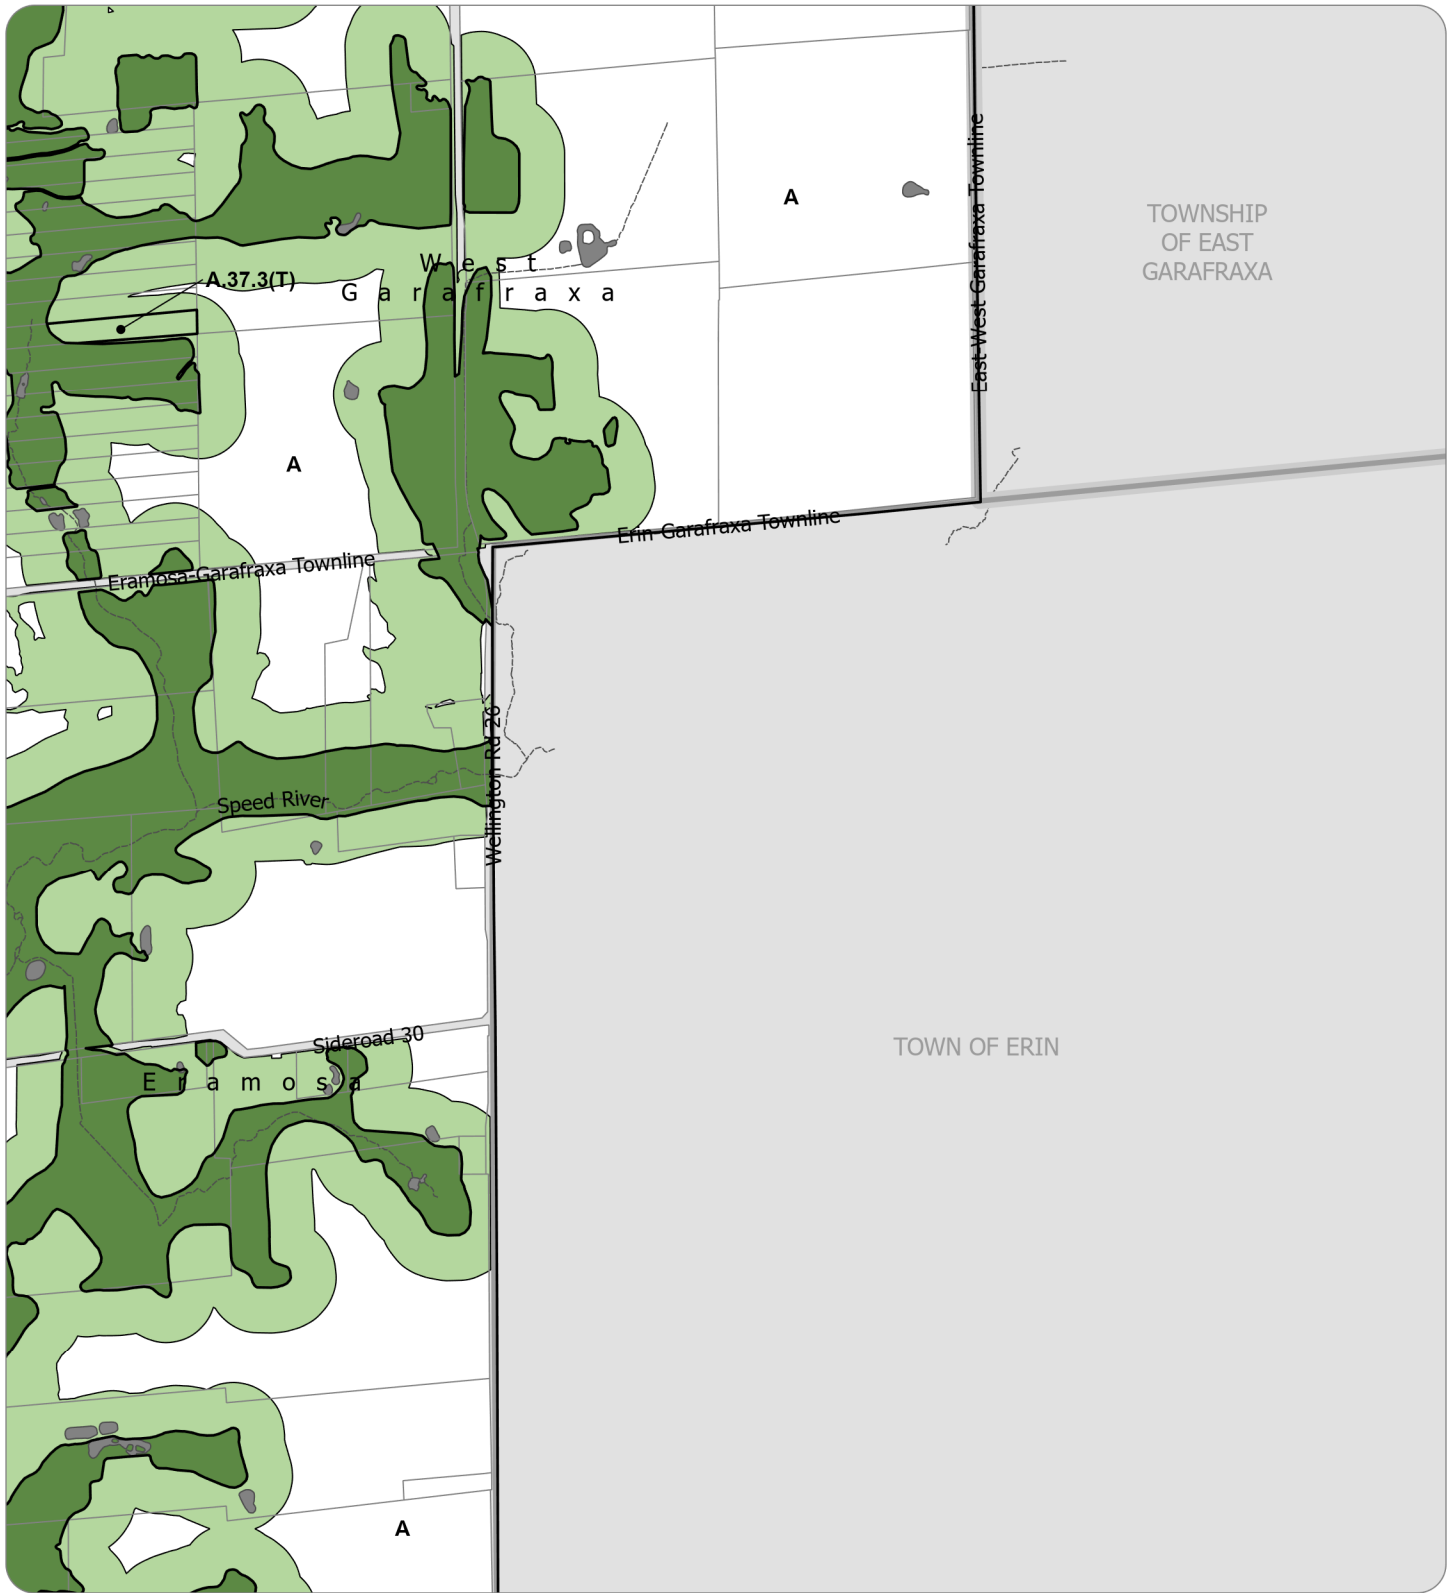 A
TOWNSHIP
OF EAST
GARAFRAXA
East-West Garafraxa Townline
West
Garafraxa
A.37.3(T)
A
Erin Garafraxa Townline
Eramosa-Garafraxa Townline
Wellington Rd 26
Speed River
Sideroad 30
TOWN OF ERIN
Eramosa
A